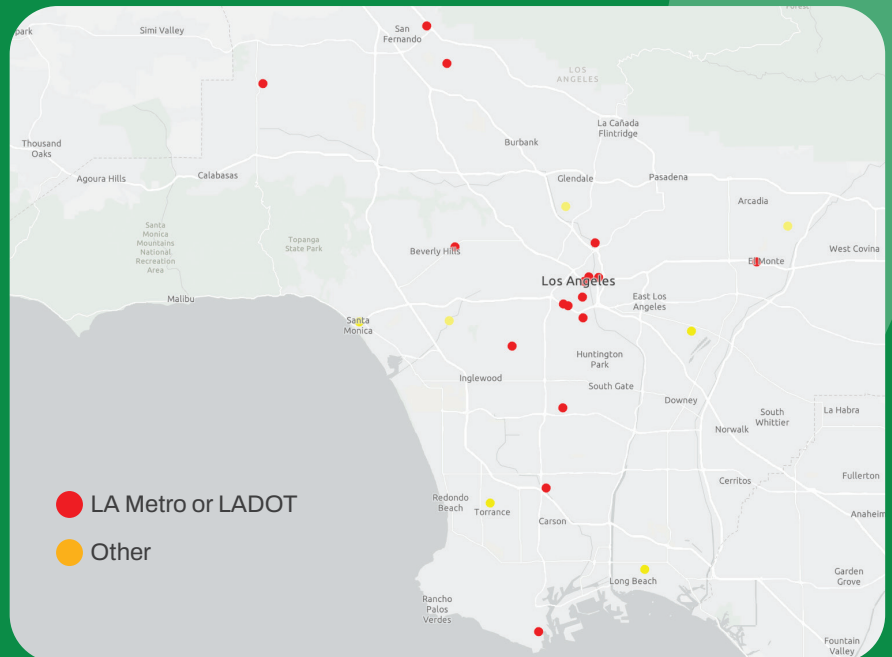 Forest
park
Simi Valley
San
Fernando
LOS
ANGELES
La Cañada
Flintridge
Burbank
Thousand
Oaks
Agoura Hills
Calabasas
Glendale
Pasadena
Arcadia
Santa
Monica
Mountains
National
Recreation
Area
Topanga
State Park
Beverly Hills
West Covina
El Monte
Los Angeles
Malibu
East Los
Angeles
Santa
Monica
Huntington
Park
Inglewood
South Gate
Downey
South
Whittier
La Habra
Norwalk
Cerritos
Fullerton
LA Metro or LADOT
Redondo
Beach
Torrance
Anaheim
Carson
Other
Garden
Grove
Long Beach
Rancho
Palos
Verdes
Fountain
Valley